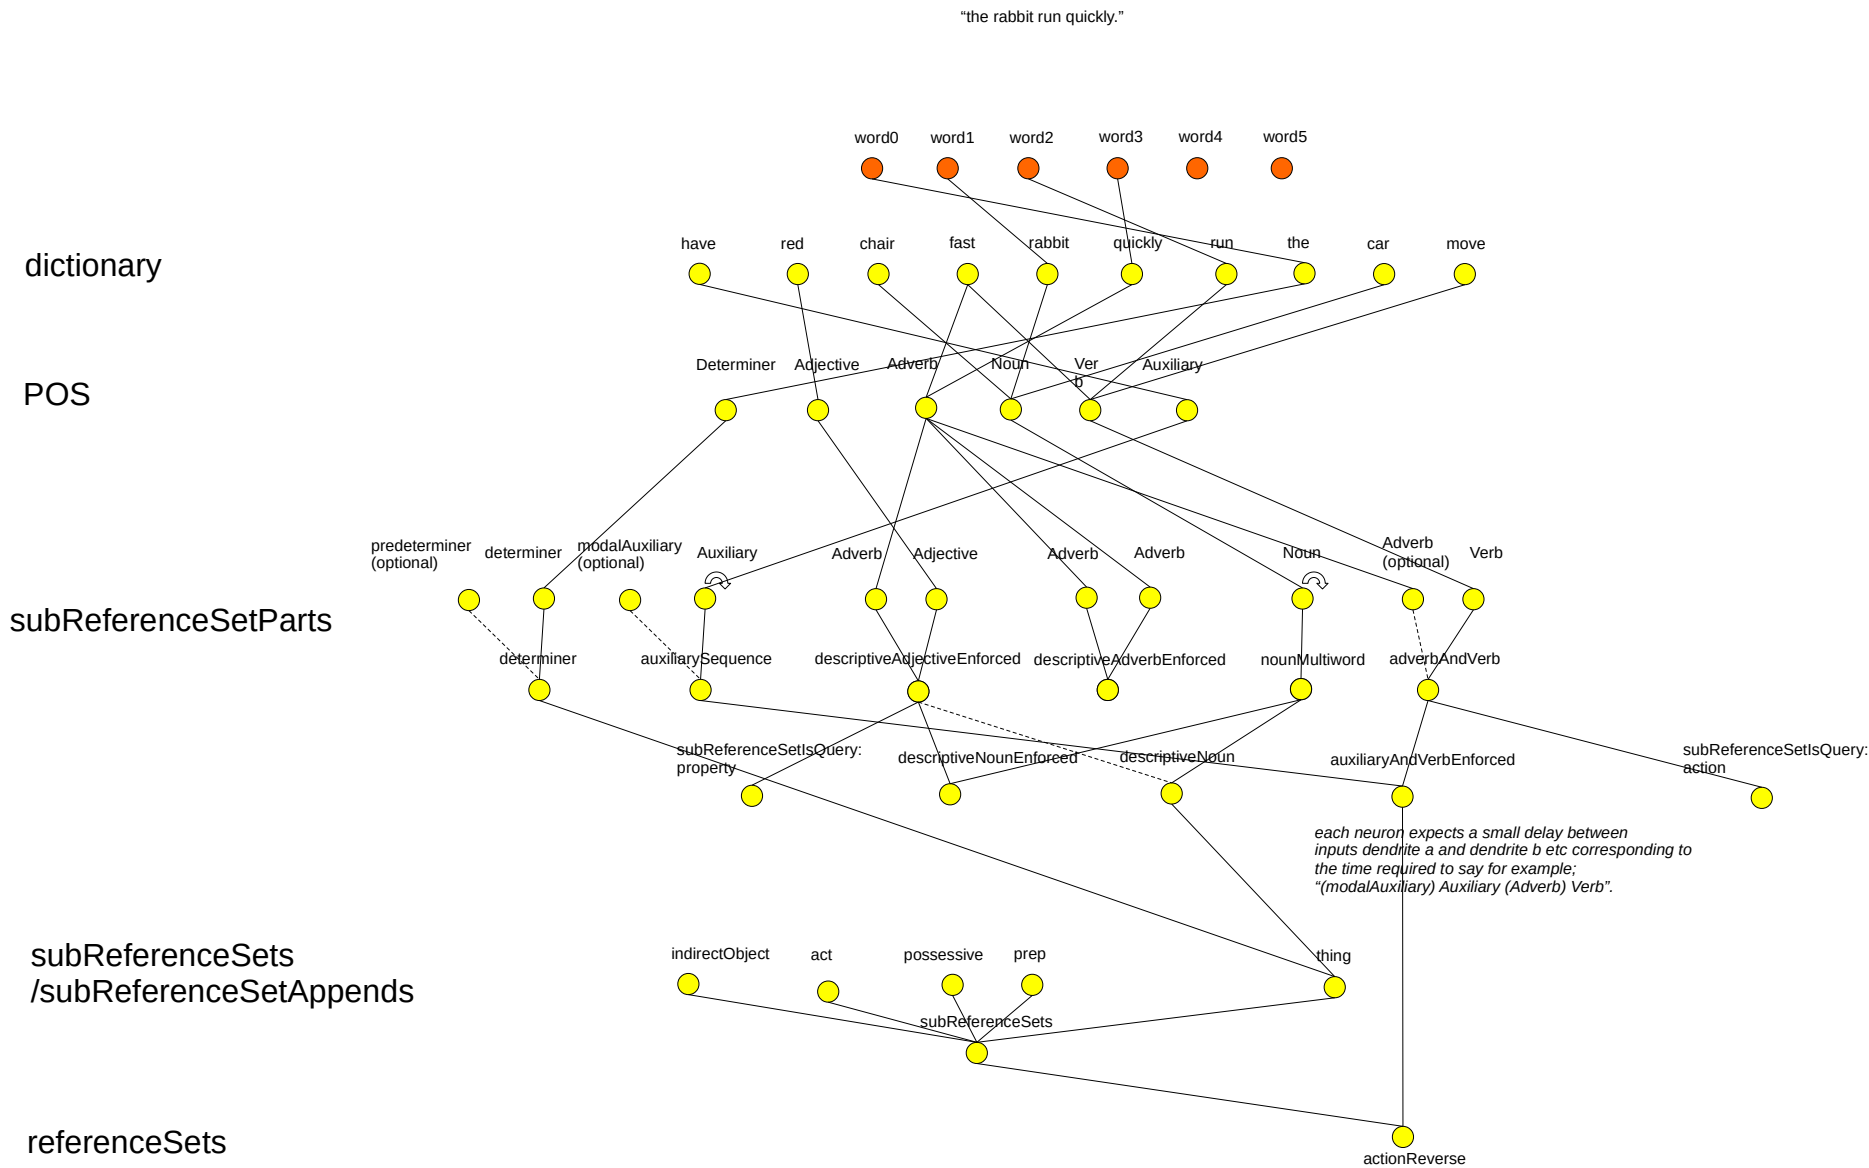 “the rabbit run quickly.”
word0 word1 word2 word3 word4 word5
dictionary
have red chair fast rabbit quickly run the car move
POS
Determiner Adjective Adverb Noun Ver
b
Auxiliary
subReferenceSetParts
predeterminer
(optional)
determiner
modalAuxiliary
(optional)
Auxiliary
Adverb
Adjective
Adverb
Adverb
Noun
Adverb
(optional)
Verb
determiner auxiliarySequence descriptiveAdjectiveEnforced descriptiveAdverbEnforced nounMultiword adverbAndVerb
subReferenceSetIsQuery:
property
descriptiveNounEnforced
descriptiveNoun
auxiliaryAndVerbEnforced
subReferenceSetIsQuery:
action
each neuron expects a small delay between
inputs dendrite a and dendrite b etc corresponding to
the time required to say for example;
“(modalAuxiliary) Auxiliary (Adverb) Verb”.
subReferenceSets
/subReferenceSetAppends
indirectObject act possessive prep thing
subReferenceSets
referenceSets
actionReverse